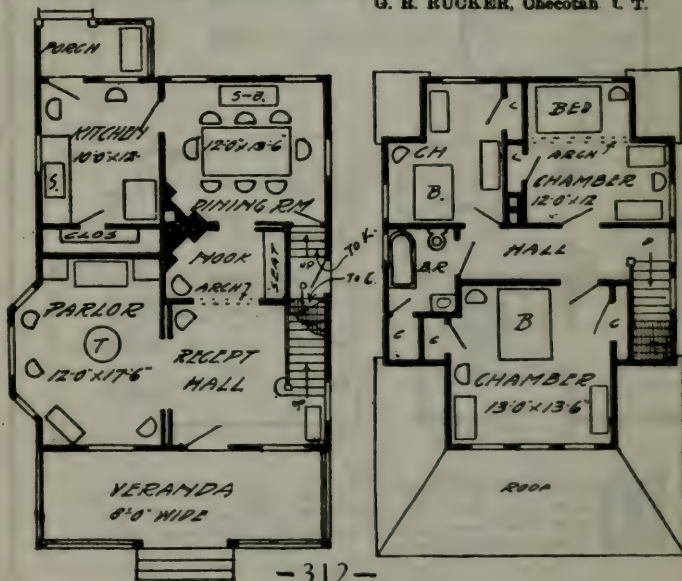 G. R. RUCKER, Checotah I. T.
PORCH
KITCHEN
10'0"x12'
S.
CLOS
S-B.
12'0"x13'-6"
DINING RM
NOOK
ARCH
SEAT
UP
TO K.
TO C.
PARLOR
T
12'-0"x17'-6"
RECEPT
HALL
VERANDA
8'-0" WIDE
C
BED
CH
B.
C
ARCH
CHAMBER
12'0"x12
HALL
B.R
D
B
C
C
C
CHAMBER
13'0"x13'6"
ROOF
-312-